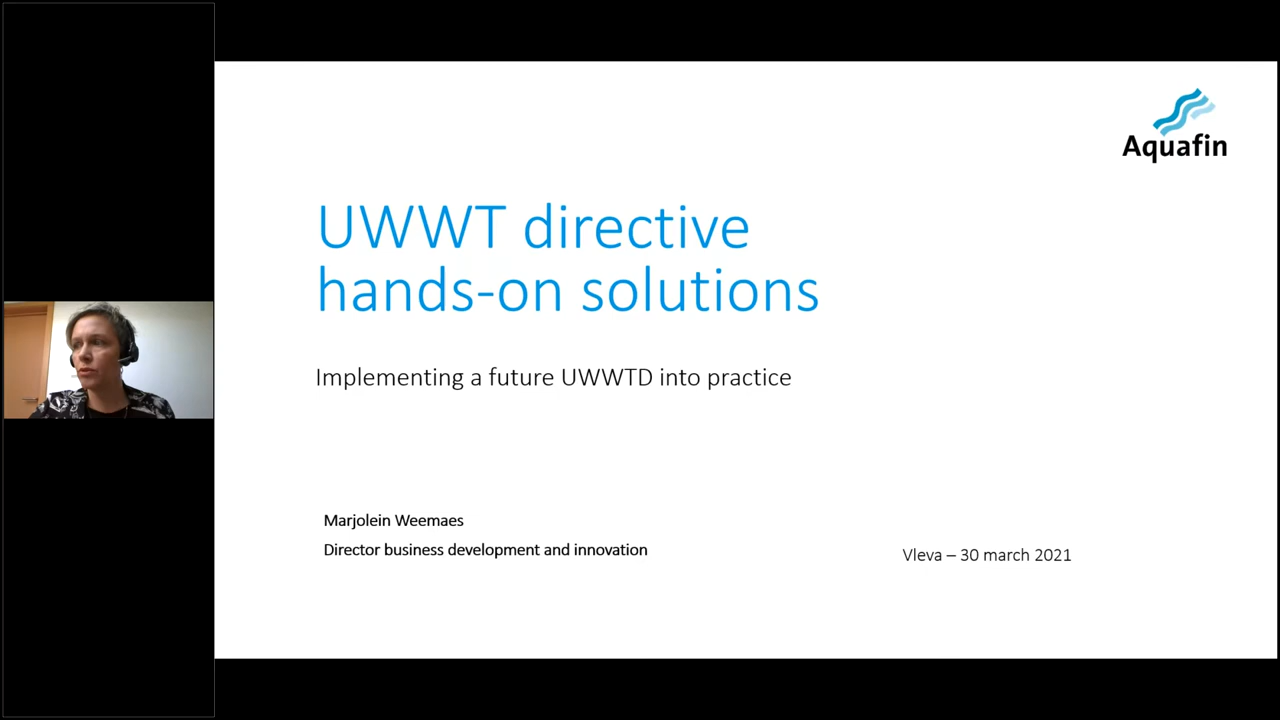 Aquafin
UWWT directive
hands-on solutions
Implementing a future UWWTD into practice
Marjolein Weemaes
Director business development and innovation
Vleva – 30 march 2021